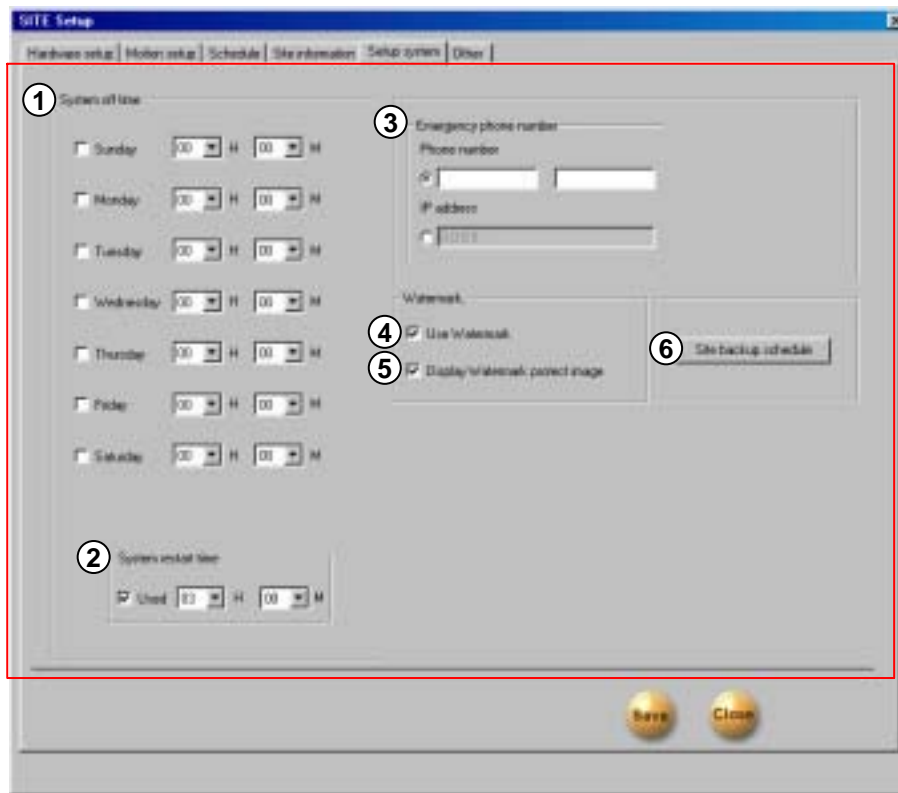 SITE Setup
Hardware setup Motion setup Schedule Site information Setup system Other
1 System off time
Sunday 00 H 00 M
Monday 00 H 00 M
Tuesday 00 H 00 M
Wednesday 00 H 00 M
Thursday 00 H 00 M
Friday 00 H 00 M
Saturday 00 H 00 M
2 System restart time
Used 03 H 00 M
3 Emergency phone number
Phone number
IP address
Watermark
4 Use Watermark
5 Display Watermark protect image
6 Site backup schedule
Save Close